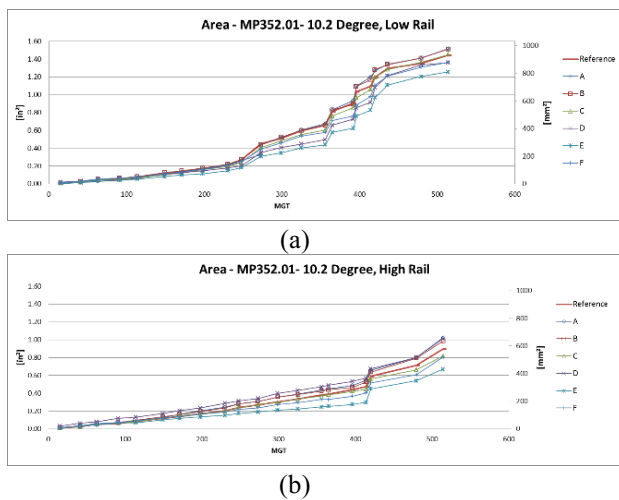 (a)
Area - MP352.01- 10.2 Degree, Low Rail
1.60
1.40
1.20
1.00
0.80
0.60
0.40
0.20
0.00
[in²]
0 100 200 300 400 500 600
MGT
1000
800
600
400
200
0
[mm²]
Reference
A
B
C
D
E
F
(a)
Area - MP352.01- 10.2 Degree, High Rail
1.60
1.40
1.20
1.00
0.80
0.60
0.40
0.20
0.00
[in²]
0 100 200 300 400 500 600
MGT
1000
800
600
400
200
0
[mm²]
Reference
A
B
C
D
E
F
(b)